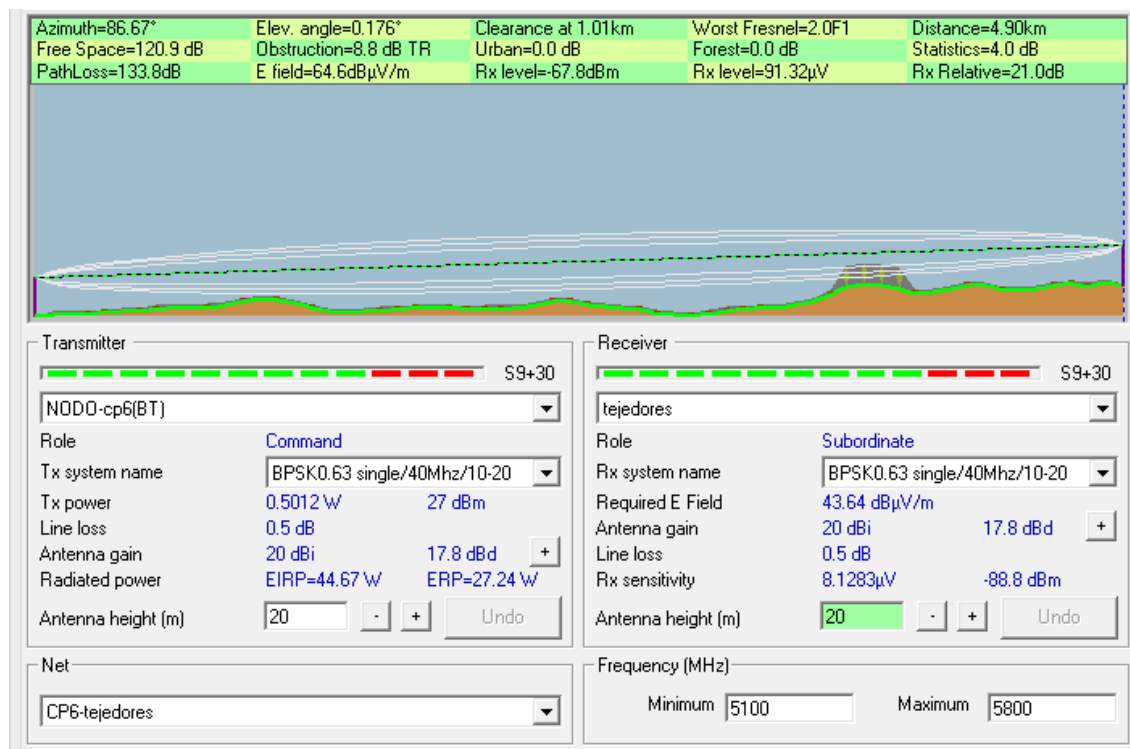 Azimuth=86.67° Elev. angle=0.176° Clearance at 1.01km Worst Fresnel=2.0F1 Distance=4.90km
Free Space=120.9 dB Obstruction=8.8 dB TR Urban=0.0 dB Forest=0.0 dB Statistics=4.0 dB
PathLoss=133.8dB E field=64.6dBµV/m Rx level=-67.8dBm Rx level=91.32µV Rx Relative=21.0dB
Transmitter
S9+30
NODO-cp6(BT)
Role Command
Tx system name BPSK0.63 single/40Mhz/10-20
Tx power 0.5012 W 27 dBm
Line loss 0.5 dB
Antenna gain 20 dBi 17.8 dBd +
Radiated power EIRP=44.67 W ERP=27.24 W
Antenna height (m) 20 - + Undo
Receiver
S9+30
tejedores
Role Subordinate
Rx system name BPSK0.63 single/40Mhz/10-20
Required E Field 43.64 dBµV/m
Antenna gain 20 dBi 17.8 dBd +
Line loss 0.5 dB
Rx sensitivity 8.1283µV -88.8 dBm
Antenna height (m) 20 - + Undo
Net
CP6-tejedores
Frequency (MHz)
Minimum 5100 Maximum 5800